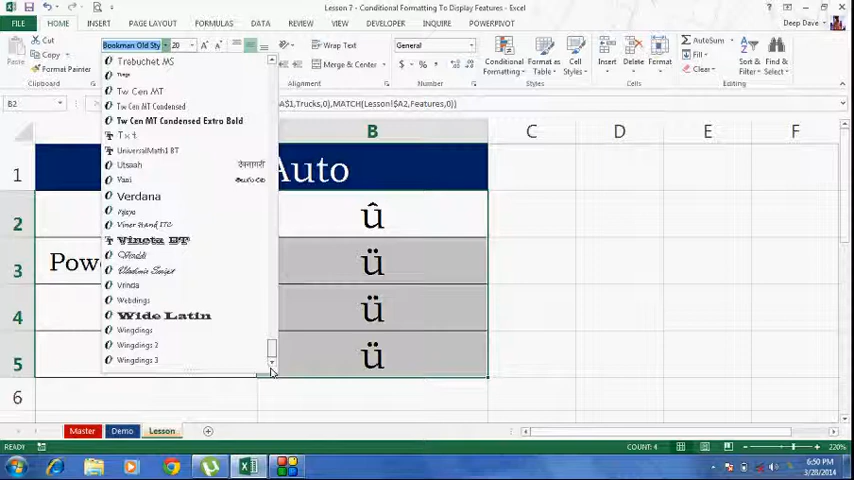 Lesson 7 - Conditional Formatting To Display Features - Excel
FILE HOME INSERT PAGE LAYOUT FORMULAS DATA REVIEW VIEW DEVELOPER INQUIRE POWERPIVOT Deep Dave
Cut
Copy
Format Painter
Paste
Bookman Old Sty 20
Wrap Text
Merge & Center
General
$ % ,
Conditional Formatting
Format as Table
Cell Styles
Insert Delete Format
AutoSum
Fill
Clear
Sort & Filter
Find & Select
Alignment Number Styles Cells Editing
B2
A$1,Trucks,0},MATCH(Lesson!$A2,Features,0))
Trebuchet MS
Tunga
Tw Cen MT
Tw Cen MT Condensed
Tw Cen MT Condensed Extra Bold
Txt
UniversalMath1 BT
Utsaah देवनागरी
Vani
Verdana
Vijaya
Viner Hand ITC
Vineta BT
Vivaldi
Vladimir Script
Vrinda
Webdings
Wide Latin
Wingdings
Wingdings 2
Wingdings 3
B C D E F
1 Auto
2 û
3 Pow ü
4 ü
5 ü
6
Master Demo Lesson
READY COUNT: 4 220%
6:50 PM
3/28/2014